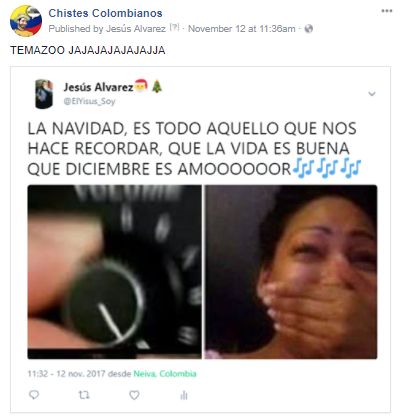 Chistes Colombianos
Published by Jesús Alvarez [?] · November 12 at 11:36am ·
TEMAZOO JAJAJAJAJAJAJJA
Jesús Alvarez🎅🎄
@ElYisus_Soy
LA NAVIDAD, ES TODO AQUELLO QUE NOS
HACE RECORDAR, QUE LA VIDA ES BUENA
QUE DICIEMBRE ES AMOOOOOOR🎶🎶🎶
VOLUME
11:32 - 12 nov. 2017 desde Neiva, Colombia